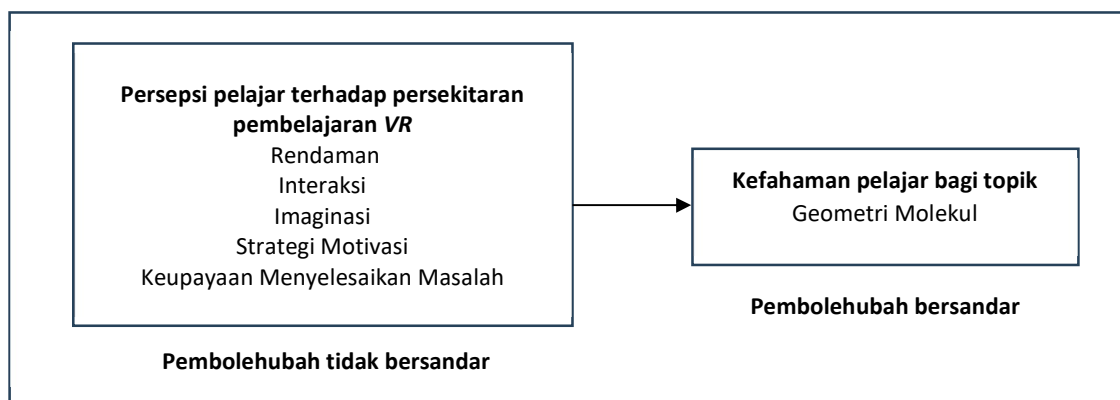 Persepsi pelajar terhadap persekitaran
pembelajaran VR
Rendaman
Interaksi
Imaginasi
Strategi Motivasi
Keupayaan Menyelesaikan Masalah
Pembolehubah tidak bersandar
Kefahaman pelajar bagi topik
Geometri Molekul
Pembolehubah bersandar